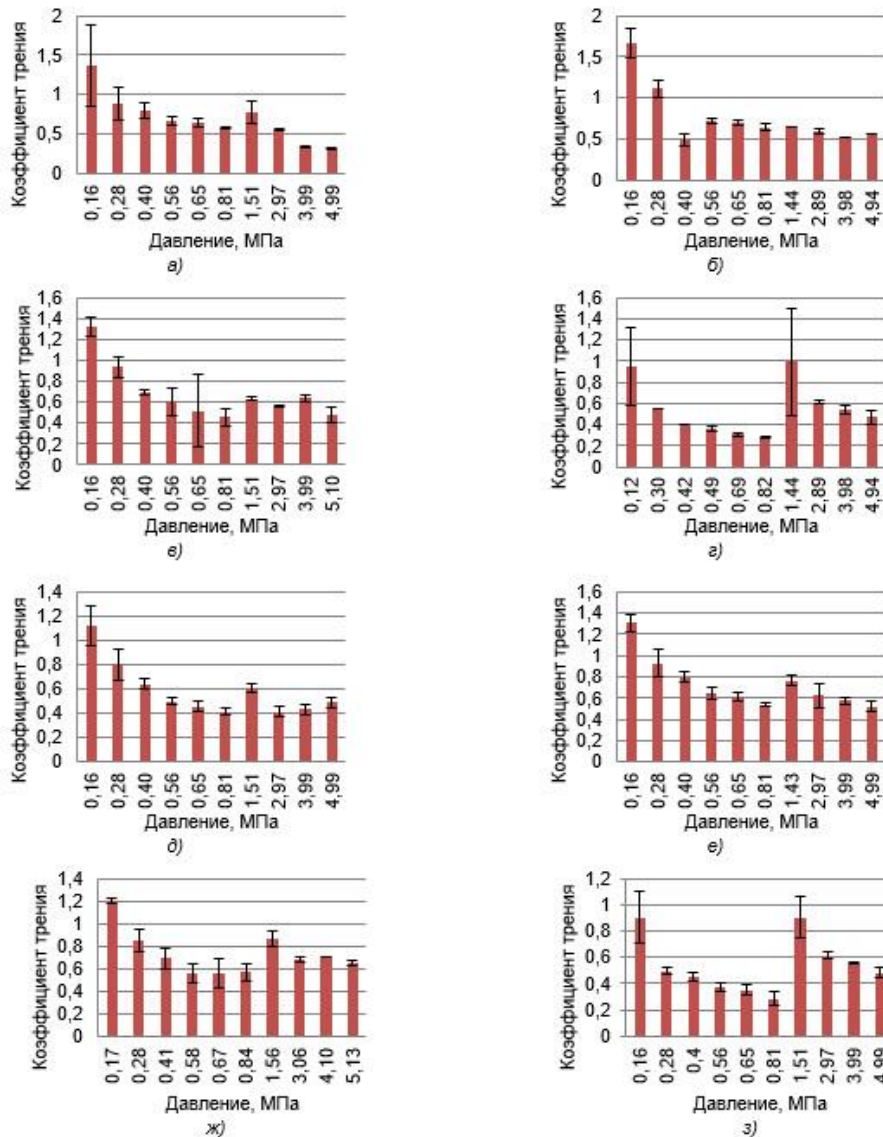 Коэффициент трения
2
1,5
1
0,5
0
0,16 0,28 0,40 0,56 0,65 0,81 1,51 2,97 3,99 4,99
Давление, МПа
а)
Коэффициент трения
2
1,5
1
0,5
0
0,16 0,28 0,40 0,56 0,65 0,81 1,44 2,89 3,98 4,94
Давление, МПа
б)
Коэффициент трения
1,6
1,4
1,2
1
0,8
0,6
0,4
0,2
0
0,16 0,28 0,40 0,56 0,65 0,81 1,51 2,97 3,99 5,10
Давление, МПа
в)
Коэффициент трения
1,6
1,4
1,2
1
0,8
0,6
0,4
0,2
0
0,12 0,30 0,42 0,49 0,69 0,82 1,44 2,89 3,98 4,94
Давление, МПа
г)
Коэффициент трения
1,4
1,2
1
0,8
0,6
0,4
0,2
0
0,16 0,28 0,40 0,56 0,65 0,81 1,51 2,97 3,99 4,99
Давление, МПа
д)
Коэффициент трения
1,6
1,4
1,2
1
0,8
0,6
0,4
0,2
0
0,16 0,28 0,40 0,56 0,65 0,81 1,43 2,97 3,99 4,99
Давление, МПа
е)
Коэффициент трения
1,4
1,2
1
0,8
0,6
0,4
0,2
0
0,17 0,28 0,41 0,58 0,67 0,84 1,56 3,06 4,10 5,13
Давление, МПа
ж)
Коэффициент трения
1,2
1
0,8
0,6
0,4
0,2
0
0,16 0,28 0,4 0,56 0,65 0,81 1,51 2,97 3,99 4,99
Давление, МПа
з)